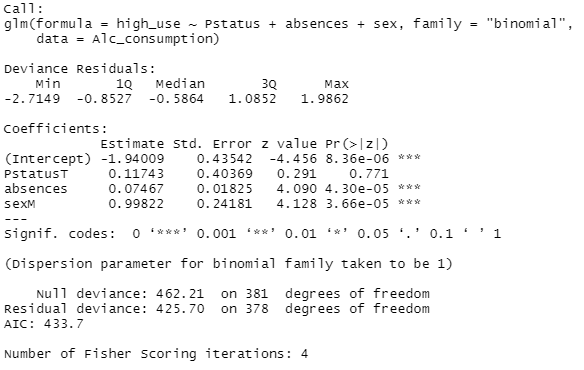 Call:
glm(formula = high_use ~ Pstatus + absences + sex, family = "binomial",
    data = Alc_consumption)

Deviance Residuals:
    Min       1Q   Median       3Q      Max
-2.7149  -0.8527  -0.5864   1.0852   1.9862

Coefficients:
            Estimate Std. Error z value Pr(>|z|)
(Intercept) -1.94009    0.43542  -4.456 8.36e-06 ***
PstatusT     0.11743    0.40369   0.291    0.771
absences     0.07467    0.01825   4.090 4.30e-05 ***
sexM         0.99822    0.24181   4.128 3.66e-05 ***
---
Signif. codes:  0 ‘***’ 0.001 ‘**’ 0.01 ‘*’ 0.05 ‘.’ 0.1 ‘ ’ 1

(Dispersion parameter for binomial family taken to be 1)

    Null deviance: 462.21  on 381  degrees of freedom
Residual deviance: 425.70  on 378  degrees of freedom
AIC: 433.7

Number of Fisher Scoring iterations: 4